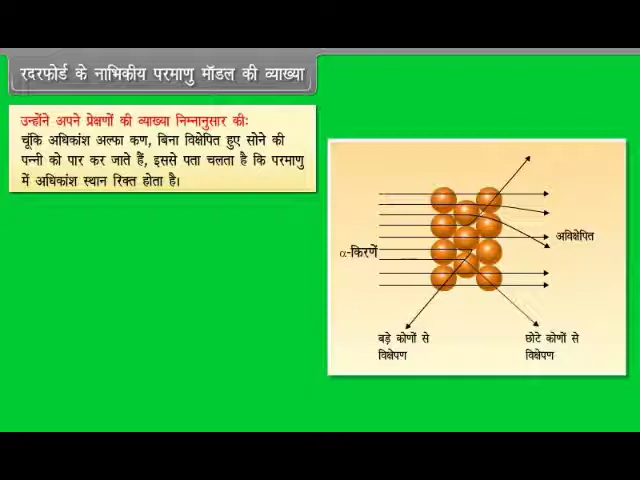 रदरफोर्ड के नाभिकीय परमाणु मॉडल की व्याख्या
उन्होंने अपने प्रेक्षणों की व्याख्या निम्नानुसार की:
चूंकि अधिकांश अल्फा कण, बिना विक्षेपित हुए सोने की
पन्नी को पार कर जाते हैं, इससे पता चलता है कि परमाणु
में अधिकांश स्थान रिक्त होता है।
अविक्षेपित
α-किरणें
बड़े कोणों से
विक्षेपण
छोटे कोणों से
विक्षेपण